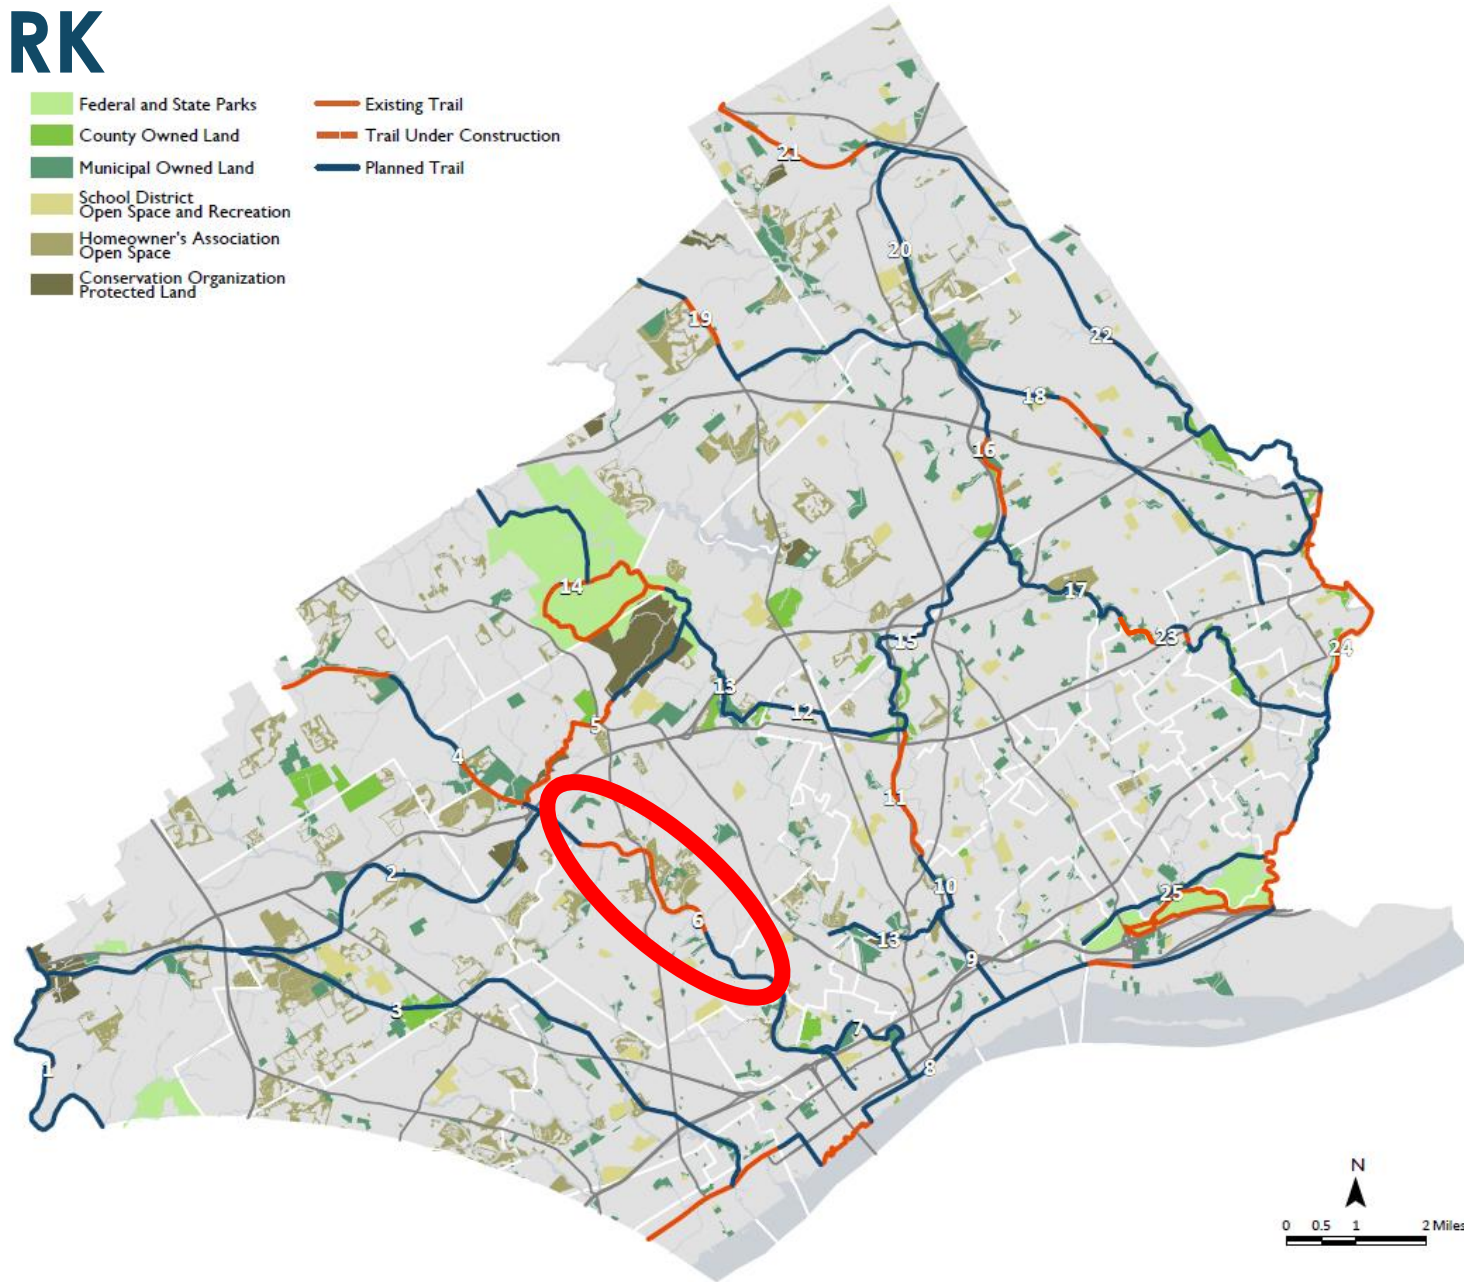 RK
Federal and State Parks
County Owned Land
Municipal Owned Land
School District
Open Space and Recreation
Homeowner's Association
Open Space
Conservation Organization
Protected Land
Existing Trail
Trail Under Construction
Planned Trail
21
20
22
19
18
16
14
17
23
24
15
13
12
5
4
11
2
10
25
6
13
9
3
7
1
8
N
0 0.5 1 2 Miles